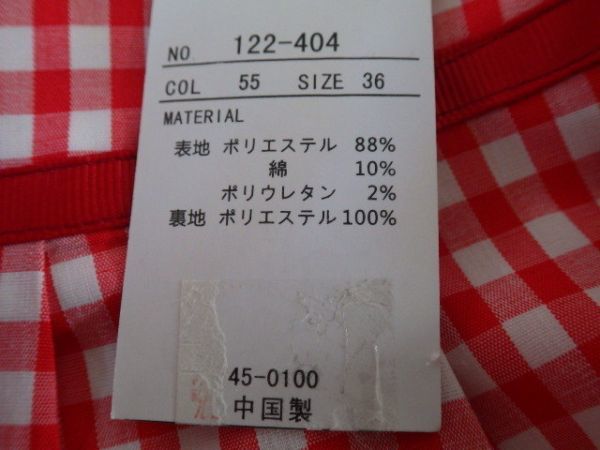 NO 122-404
COL 55 SIZE 36
MATERIAL
表地 ポリエステル 88%
綿 10%
ポリウレタン 2%
裏地 ポリエステル 100%
45-0100
中国製